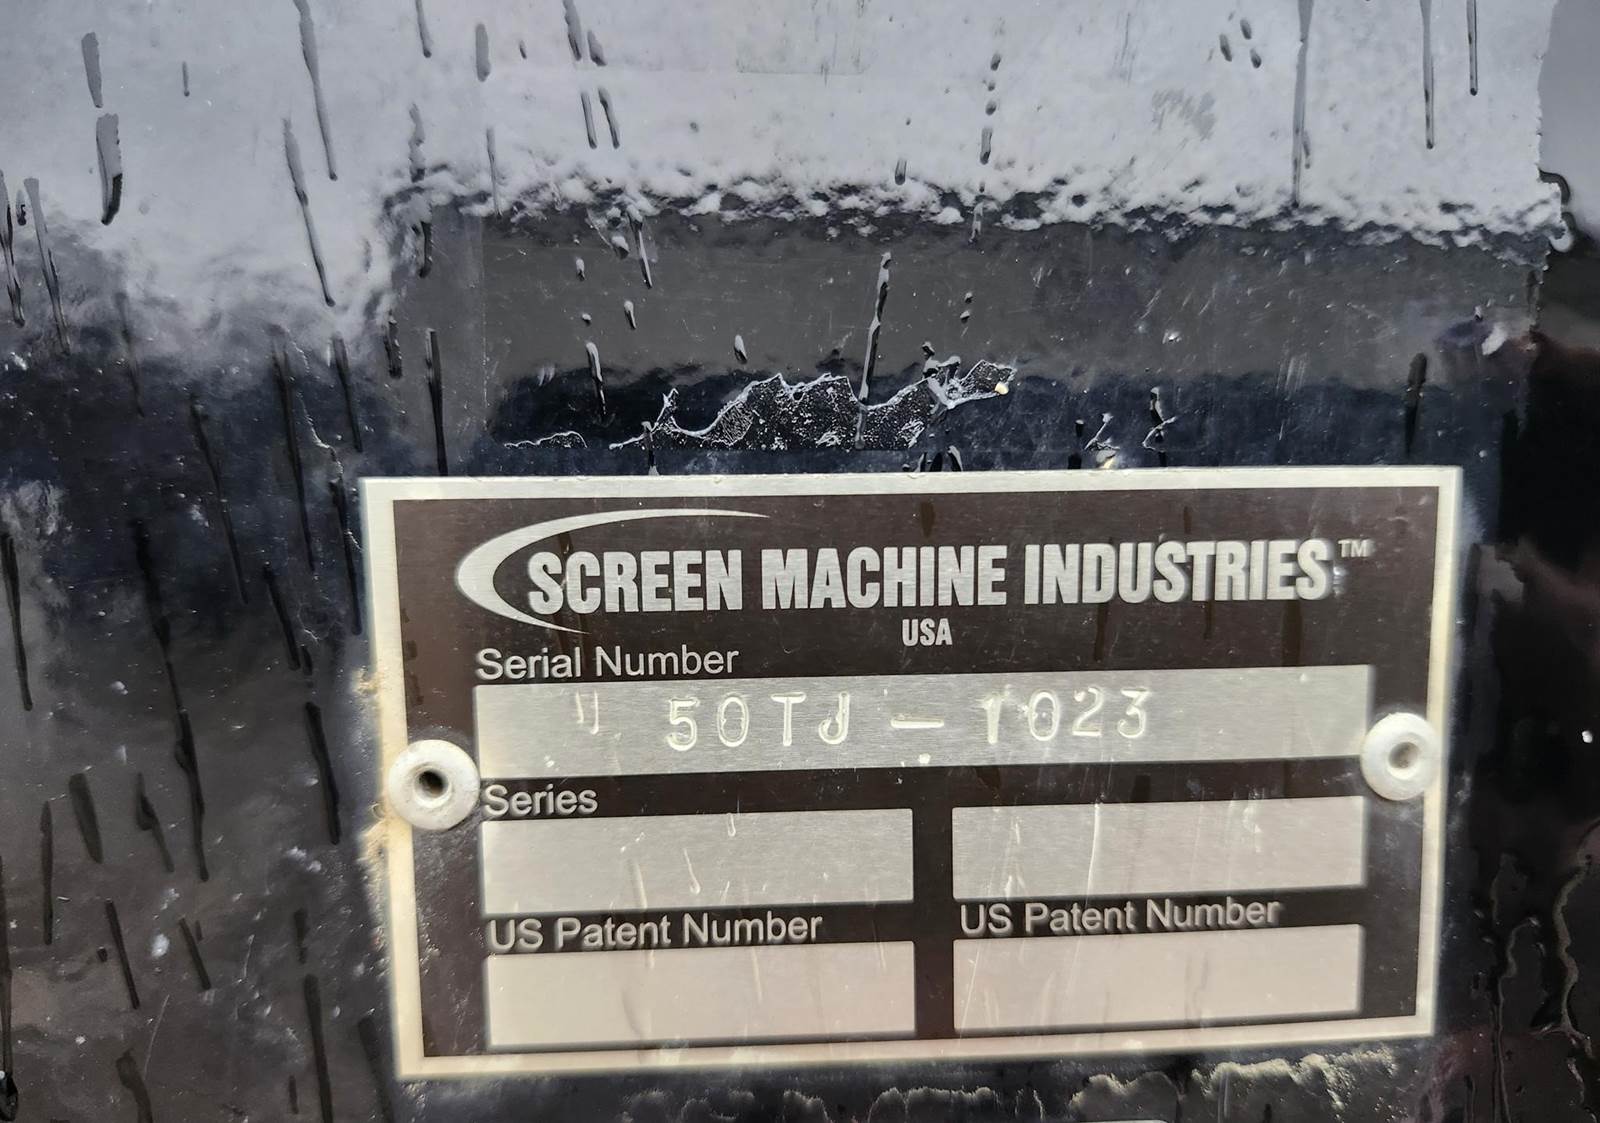 SCREEN MACHINE INDUSTRIES™
USA
Serial Number
50TJ - 1023
Series
US Patent Number
US Patent Number